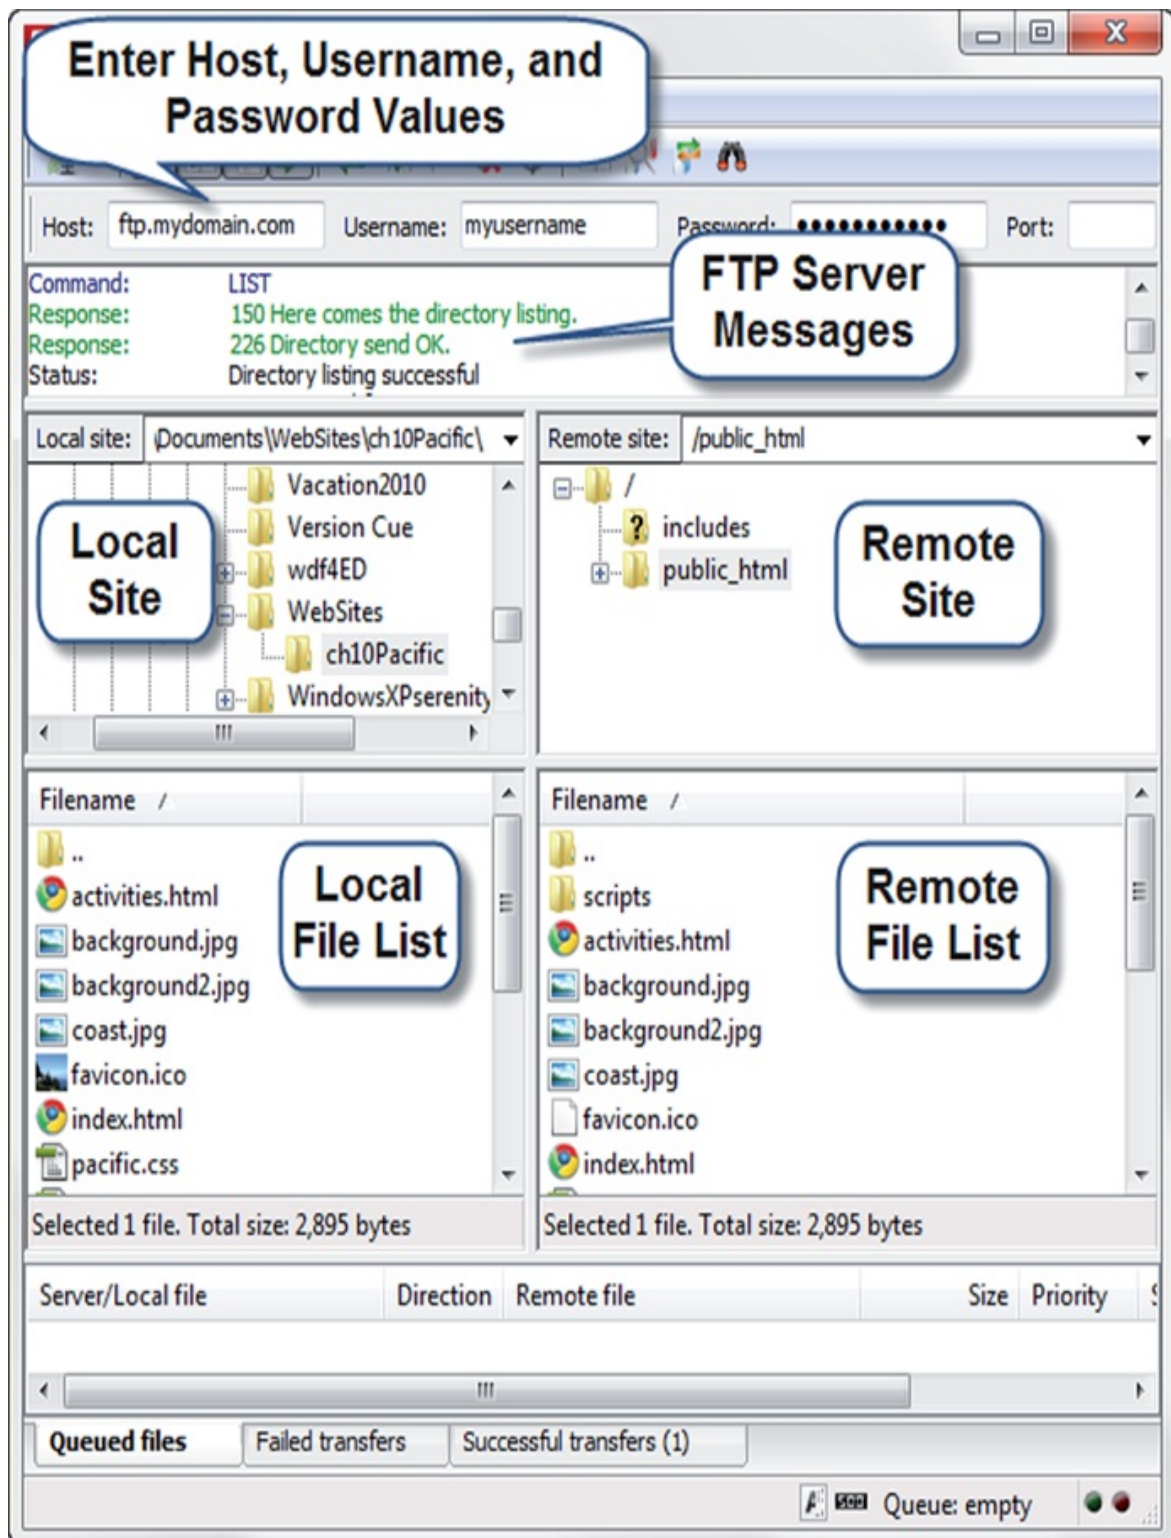 Enter Host, Username, and
Password Values
Host: ftp.mydomain.com Username: myusername Password: ●●●●●●●●●●● Port:
FTP Server
Messages
Command: LIST
Response: 150 Here comes the directory listing.
Response: 226 Directory send OK.
Status: Directory listing successful
Local site: \Documents\WebSites\ch10Pacific\
Vacation2010
Version Cue
wdf4ED
WebSites
ch10Pacific
WindowsXPserenity
Local
Site
Remote site: /public_html
/
includes
public_html
Remote
Site
Filename
..
activities.html
background.jpg
background2.jpg
coast.jpg
favicon.ico
index.html
pacific.css
Local
File List
Selected 1 file. Total size: 2,895 bytes
Filename
..
scripts
activities.html
background.jpg
background2.jpg
coast.jpg
favicon.ico
index.html
Remote
File List
Selected 1 file. Total size: 2,895 bytes
Server/Local file Direction Remote file Size Priority
Queued files Failed transfers Successful transfers (1)
Queue: empty